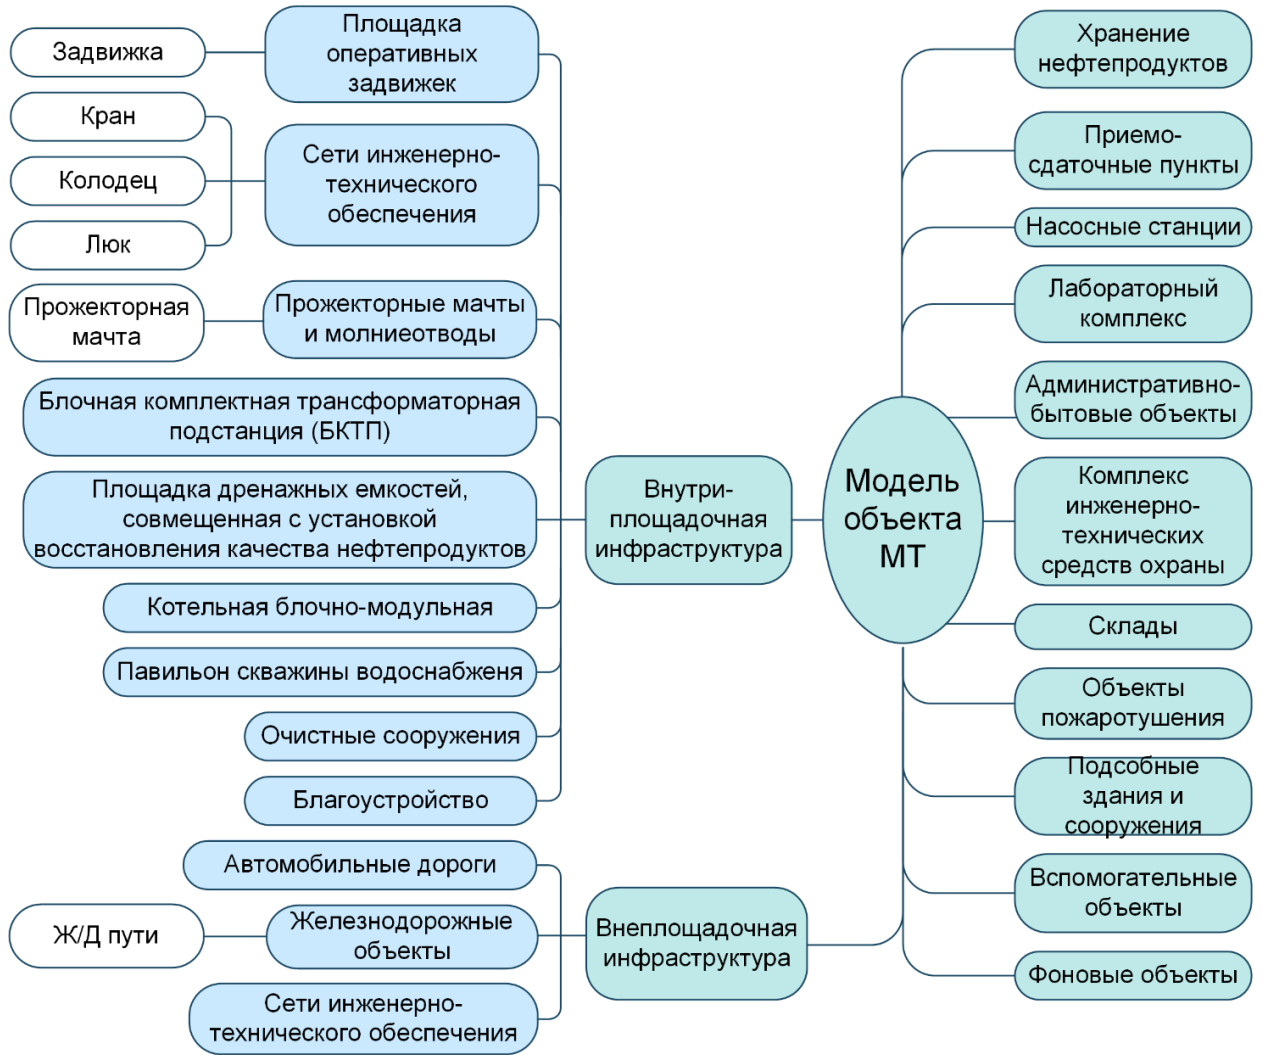 Задвижка
Кран
Колодец
Люк
Прожекторная
мачта
Площадка
оперативных
задвижек
Сети инженерно-
технического
обеспечения
Прожекторные мачты
и молниеотводы
Блочная комплектная трансформаторная
подстанция (БКТП)
Площадка дренажных емкостей,
совмещенная с установкой
восстановления качества нефтепродуктов
Котельная блочно-модульная
Павильон скважины водоснабженя
Очистные сооружения
Благоустройство
Автомобильные дороги
Ж/Д пути
Железнодорожные
объекты
Сети инженерно-
технического обеспечения
Внутри-
площадочная
инфраструктура
Внеплощадочная
инфраструктура
Модель
объекта
МТ
Хранение
нефтепродуктов
Приемо-
сдаточные пункты
Насосные станции
Лабораторный
комплекс
Административно-
бытовые объекты
Комплекс
инженерно-
технических
средств охраны
Склады
Объекты
пожаротушения
Подсобные
здания и
сооружения
Вспомогательные
объекты
Фоновые объекты